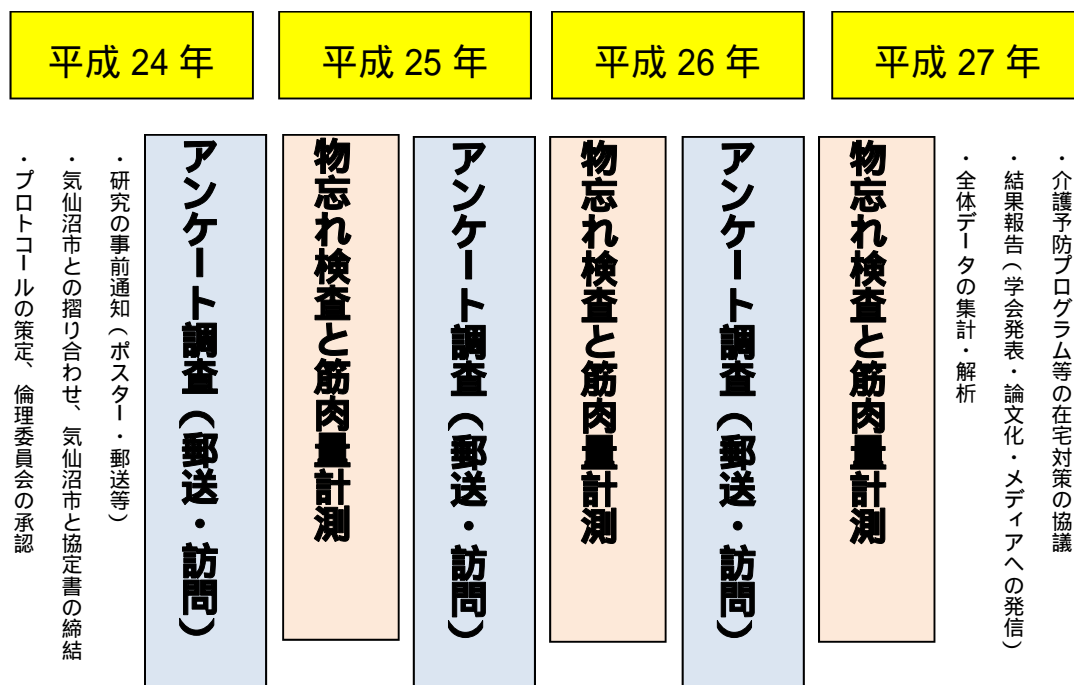 平成 24 年
平成 25 年
平成 26 年
平成 27 年
・プロトコールの策定、倫理委員会の承認
・気仙沼市との摺り合わせ、気仙沼市と協定書の締結
・研究の事前通知（ポスター・郵送等）
アンケート調査（郵送・訪問）
物忘れ検査と筋肉量計測
アンケート調査（郵送・訪問）
物忘れ検査と筋肉量計測
アンケート調査（郵送・訪問）
物忘れ検査と筋肉量計測
・全体データの集計・解析
・結果報告（学会発表・論文化・メディアへの発信）
・介護予防プログラム等の在宅対策の協議